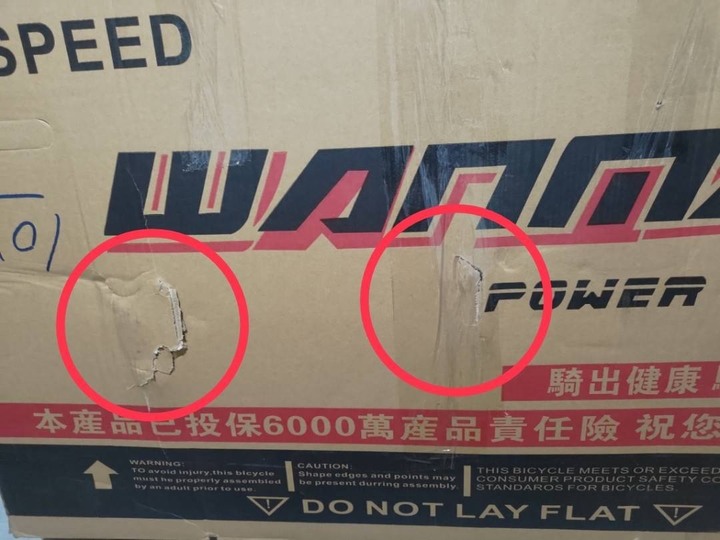 SPEED
WANN
POWER
騎出健康
本產品已投保6000萬產品責任險 祝您
WARNING:
TO avoid injury,this bicycle
must he properly assembled
by an adult prior to use.
CAUTION:
Shape edges and points may
be present durring assembly.
THIS BICYCLE MEETS OR EXCEED
CONSUMER PRODUCT SAFETY CO
STANDAROS FOR BICYCLES.
DO NOT LAY FLAT